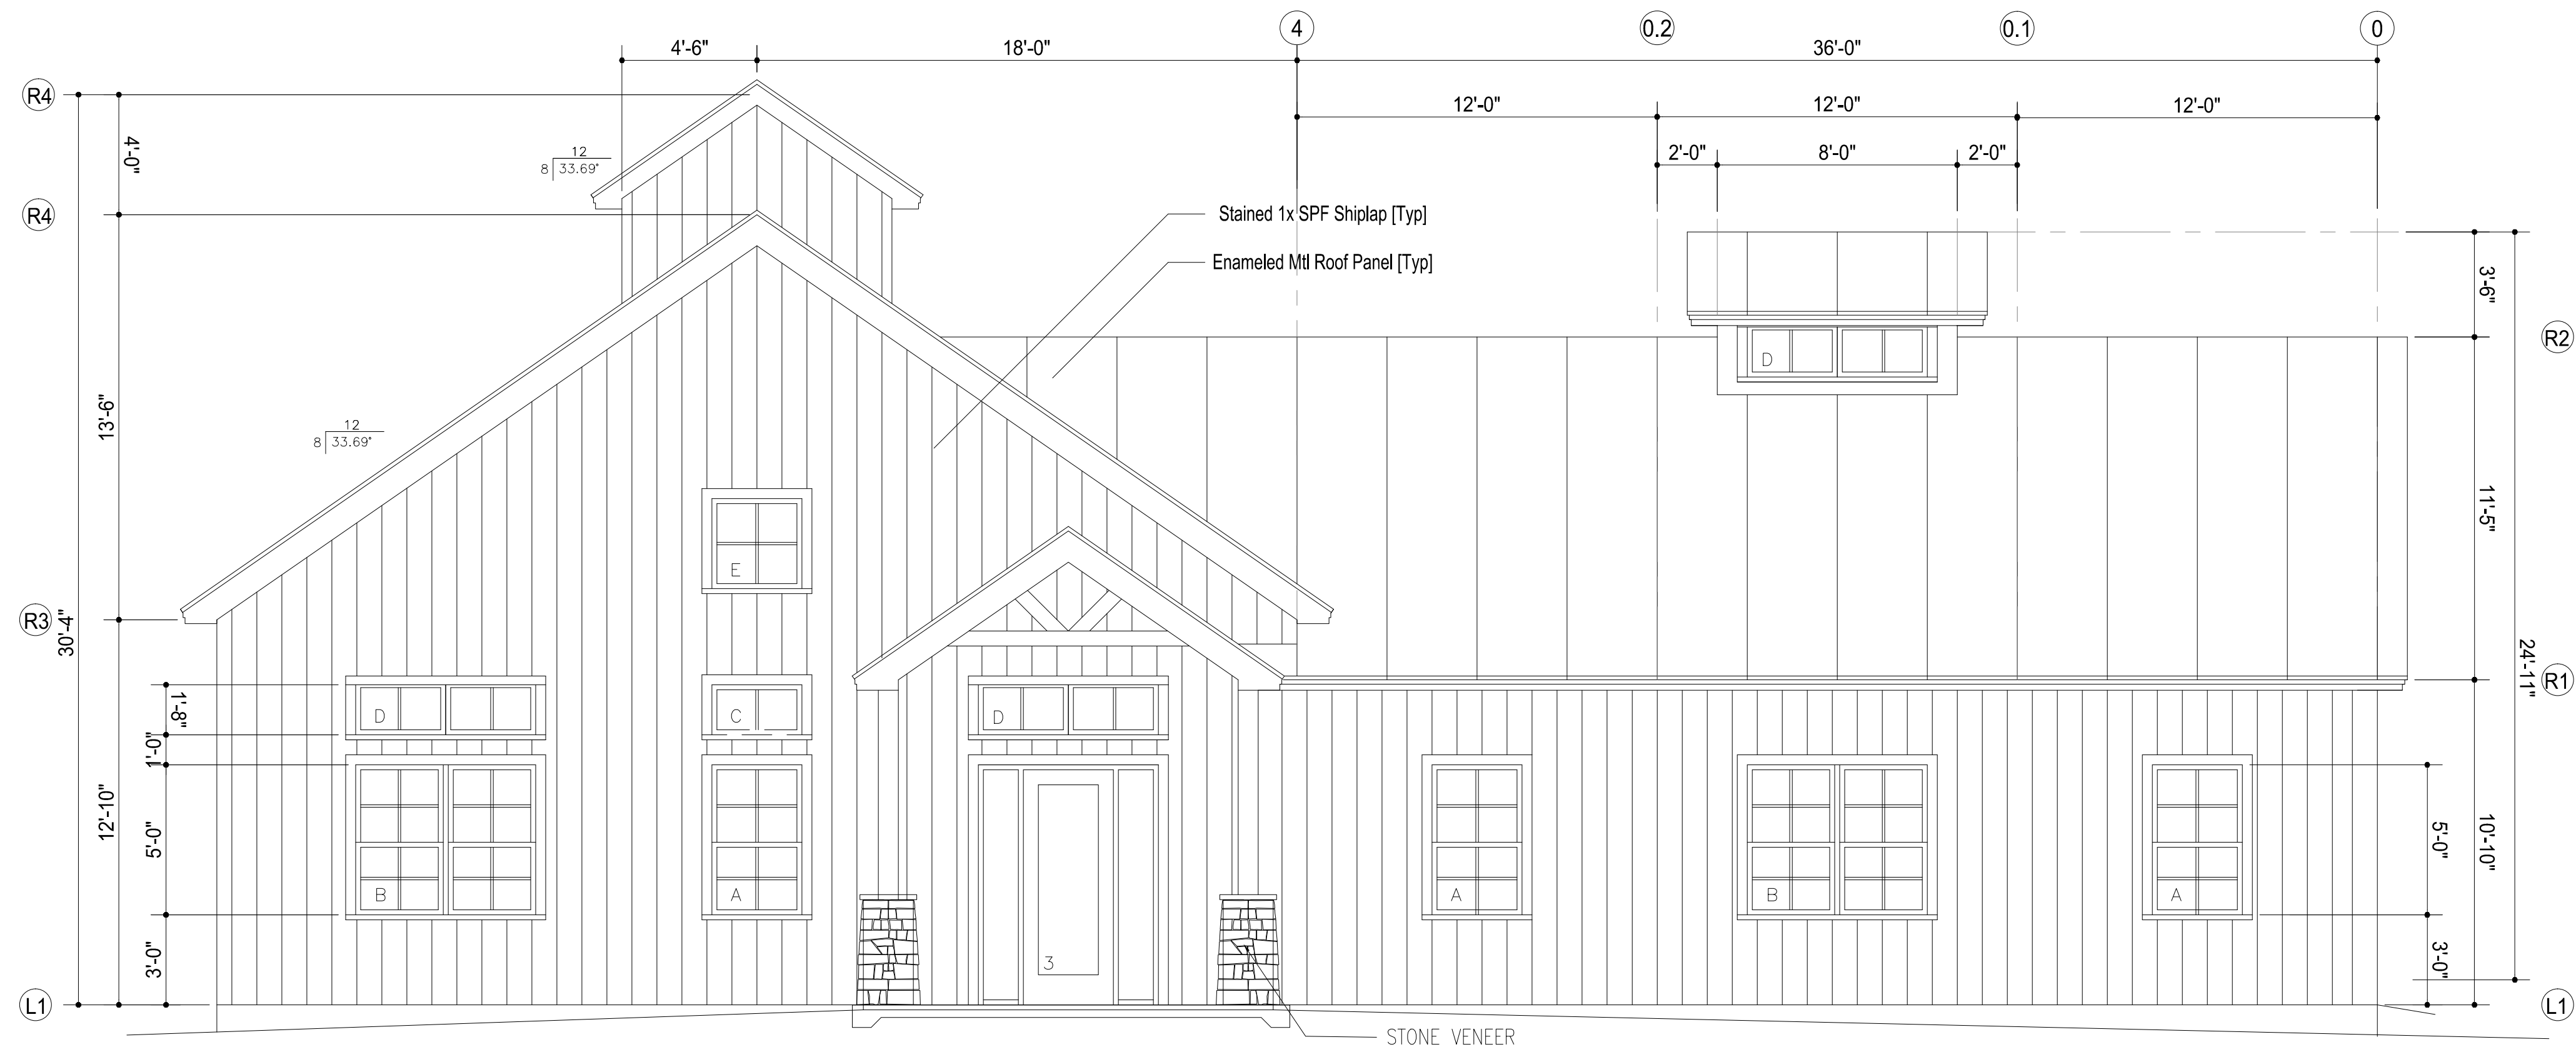 4
0.2
0.1
0
4'-6"
18'-0"
36'-0"
R4
12'-0"
12'-0"
12'-0"
4'-0"
12
8 33.69°
2'-0"
8'-0"
2'-0"
R4
Stained 1x SPF Shiplap [Typ]
Enameled Mtl Roof Panel [Typ]
3'-6"
R2
D
13'-6"
12
8 33.69°
11'-5"
E
R3
30'-4"
24'-11"
R1
1'-8"
D
C
D
1'-0"
12'-10"
5'-0"
5'-0"
10'-10"
B
A
A
B
A
3'-0"
3
3'-0"
L1
L1
STONE VENEER